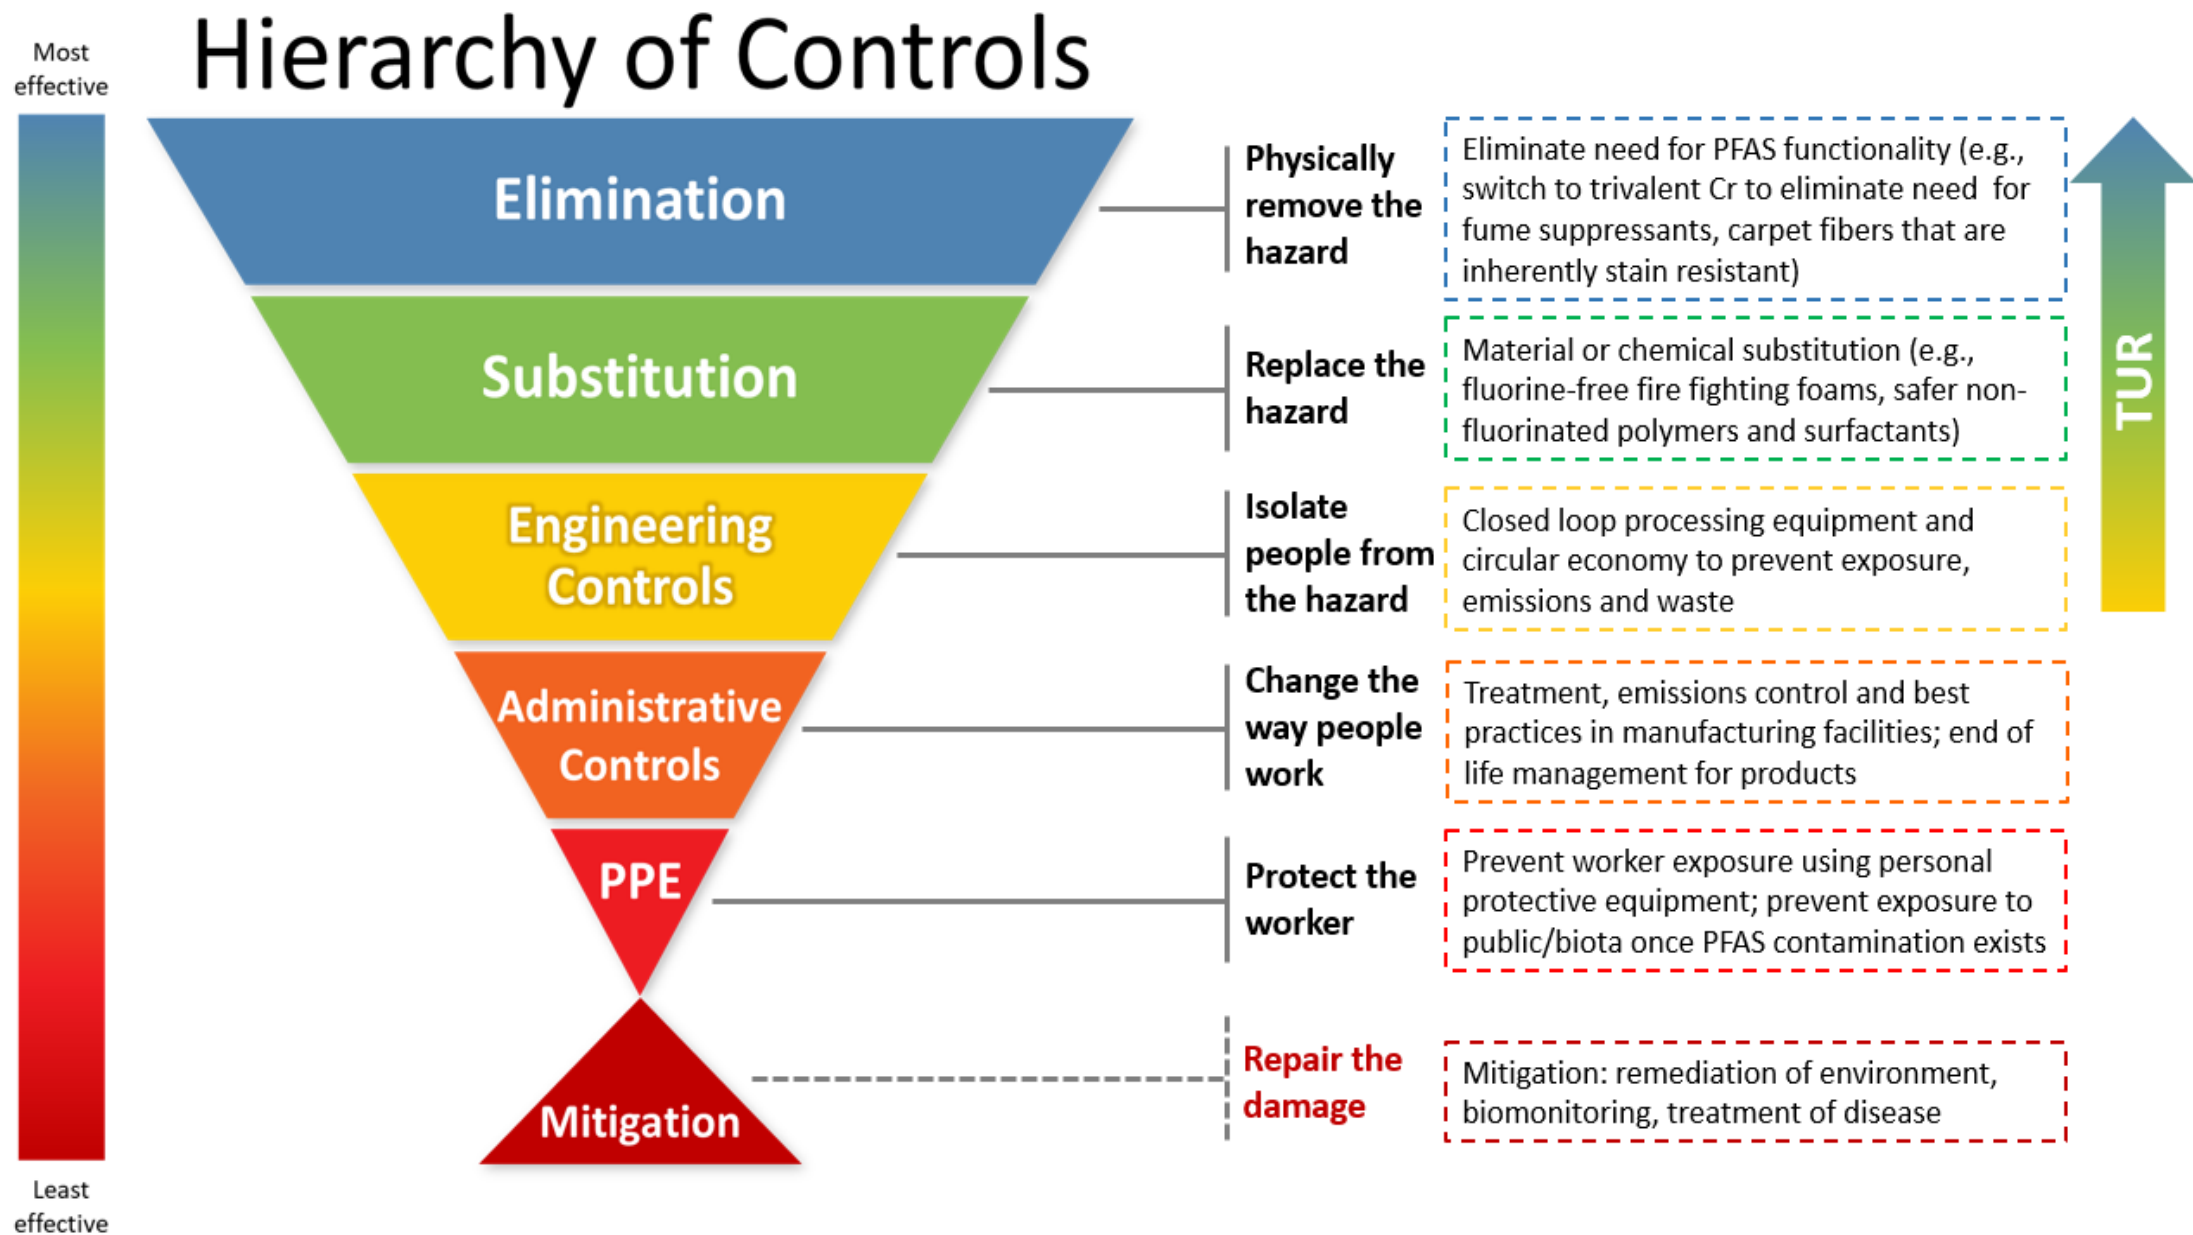 Hierarchy of Controls
Most
effective
Elimination
Physically
remove the
hazard
Eliminate need for PFAS functionality (e.g.,
switch to trivalent Cr to eliminate need for
fume suppressants, carpet fibers that are
inherently stain resistant)
Substitution
Replace the
hazard
Material or chemical substitution (e.g.,
fluorine-free fire fighting foams, safer non-
fluorinated polymers and surfactants)
TUR
Engineering
Controls
Isolate
people from
the hazard
Closed loop processing equipment and
circular economy to prevent exposure,
emissions and waste
Administrative
Controls
Change the
way people
work
Treatment, emissions control and best
practices in manufacturing facilities; end of
life management for products
PPE
Protect the
worker
Prevent worker exposure using personal
protective equipment; prevent exposure to
public/biota once PFAS contamination exists
Mitigation
Repair the
damage
Mitigation: remediation of environment,
biomonitoring, treatment of disease
Least
effective